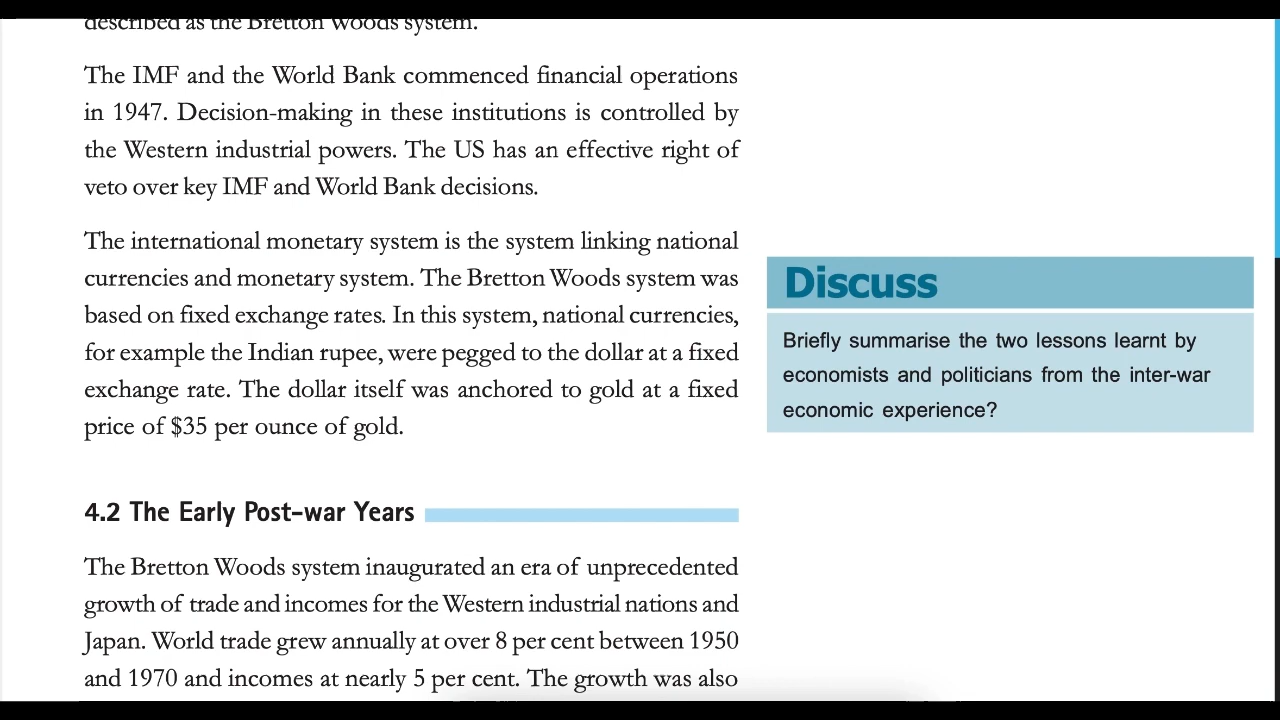 described as the Bretton Woods system.
The IMF and the World Bank commenced financial operations
in 1947. Decision-making in these institutions is controlled by
the Western industrial powers. The US has an effective right of
veto over key IMF and World Bank decisions.
The international monetary system is the system linking national
currencies and monetary system. The Bretton Woods system was
based on fixed exchange rates. In this system, national currencies,
for example the Indian rupee, were pegged to the dollar at a fixed
exchange rate. The dollar itself was anchored to gold at a fixed
price of $35 per ounce of gold.
4.2 The Early Post-war Years
The Bretton Woods system inaugurated an era of unprecedented
growth of trade and incomes for the Western industrial nations and
Japan. World trade grew annually at over 8 per cent between 1950
and 1970 and incomes at nearly 5 per cent. The growth was also
Discuss
Briefly summarise the two lessons learnt by
economists and politicians from the inter-war
economic experience?